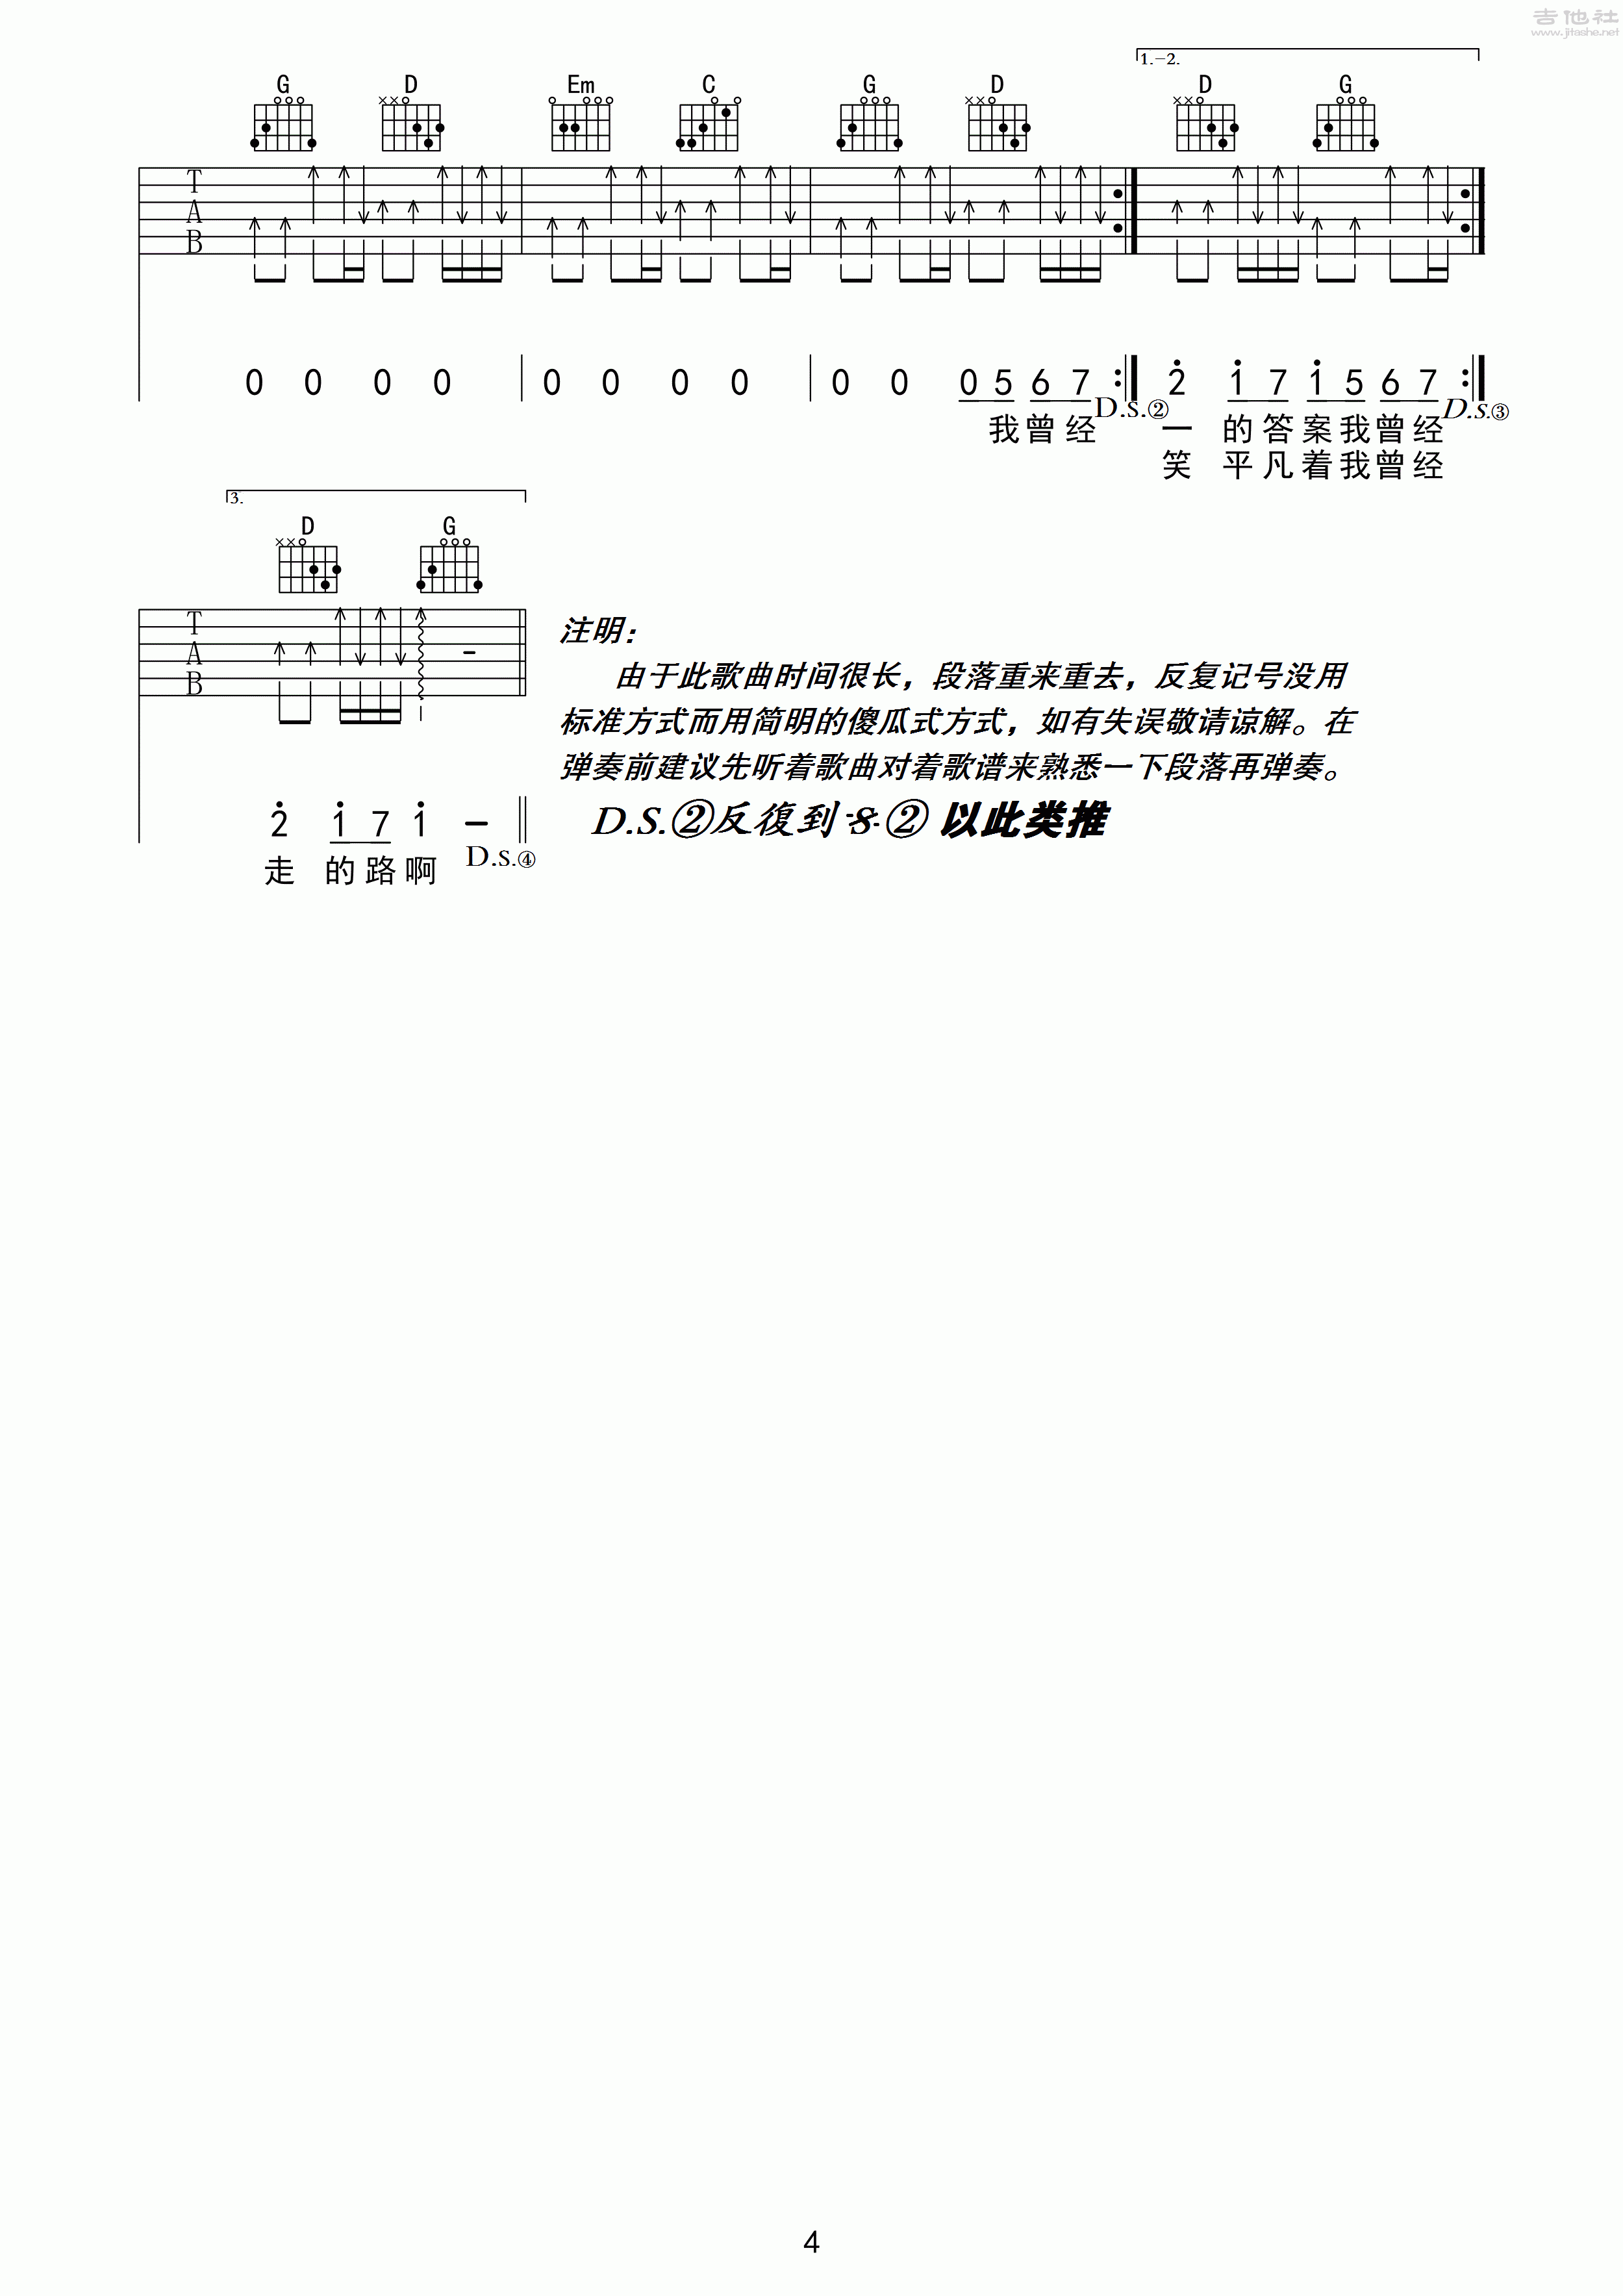 吉他社
www.jitashe.net
1.-2.
G D Em C G D D G
T
A
B
0 0 0 0 0 0 0 0 0 0 0 5 6 7 2 1 7 1 5 6 7
D.S.② D.S.③
我曾经 一 的答案我曾经
笑 平凡着我曾经
3.
D G
T
A
B
注明：
由于此歌曲时间很长，段落重来重去，反复记号没用
标准方式而用简明的傻瓜式方式，如有失误敬请谅解。在
弹奏前建议先听着歌曲对着歌谱来熟悉一下段落再弹奏。
2 1 7 1 -
D.S.②反復到 S ② 以此类推
D.S.④
走 的路啊
4